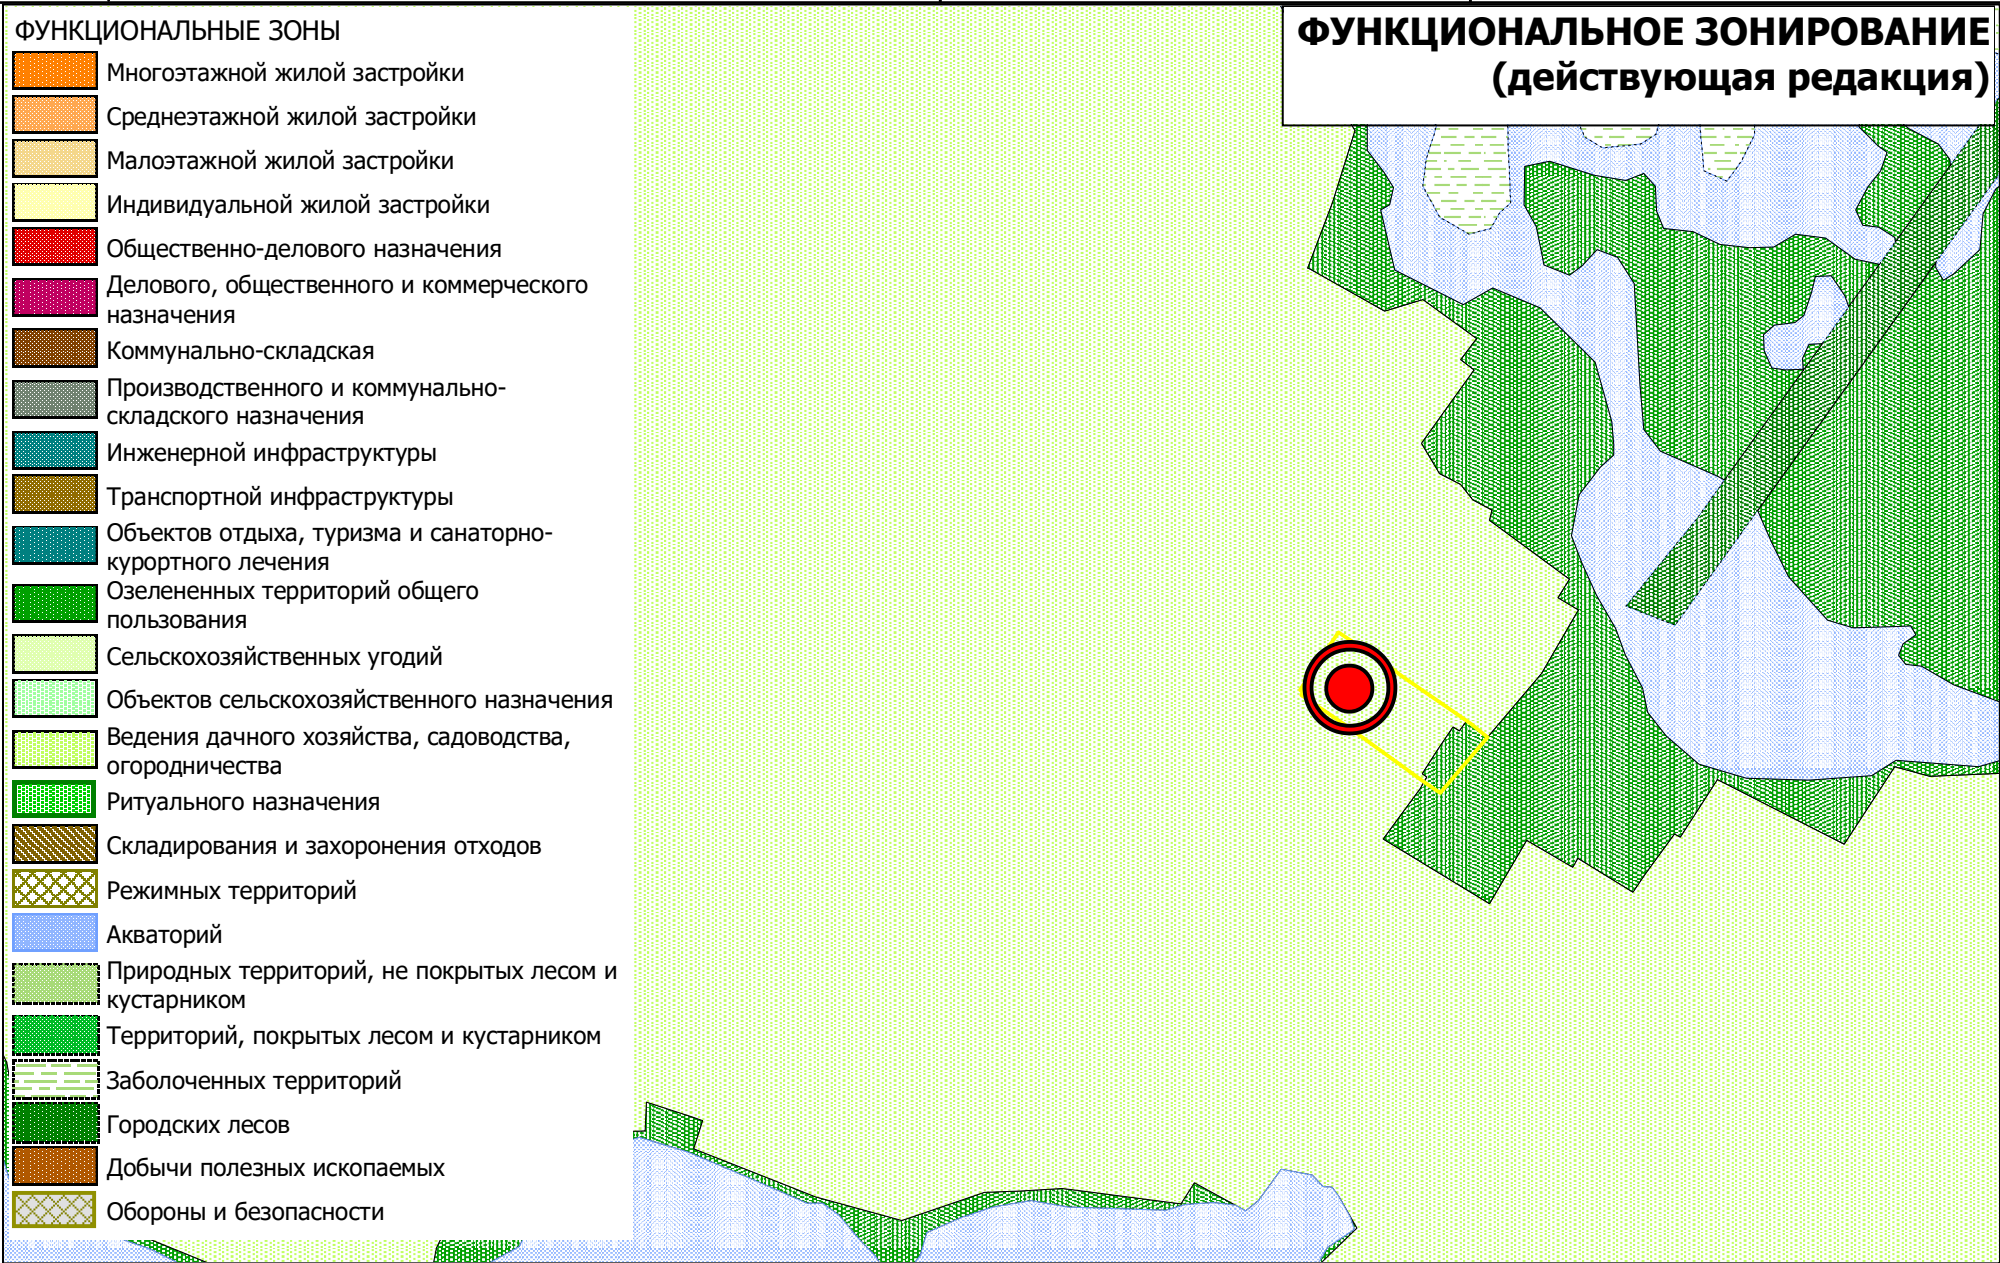 ФУНКЦИОНАЛЬНЫЕ ЗОНЫ
Многоэтажной жилой застройки
Среднеэтажной жилой застройки
Малоэтажной жилой застройки
Индивидуальной жилой застройки
Общественно-делового назначения
Делового, общественного и коммерческого
назначения
Коммунально-складская
Производственного и коммунально-
складского назначения
Инженерной инфраструктуры
Транспортной инфраструктуры
Объектов отдыха, туризма и санаторно-
курортного лечения
Озелененных территорий общего
пользования
Сельскохозяйственных угодий
Объектов сельскохозяйственного назначения
Ведения дачного хозяйства, садоводства,
огородничества
Ритуального назначения
Складирования и захоронения отходов
Режимных территорий
Акваторий
Природных территорий, не покрытых лесом и
кустарником
Территорий, покрытых лесом и кустарником
Заболоченных территорий
Городских лесов
Добычи полезных ископаемых
Обороны и безопасности
ФУНКЦИОНАЛЬНОЕ ЗОНИРОВАНИЕ
(действующая редакция)